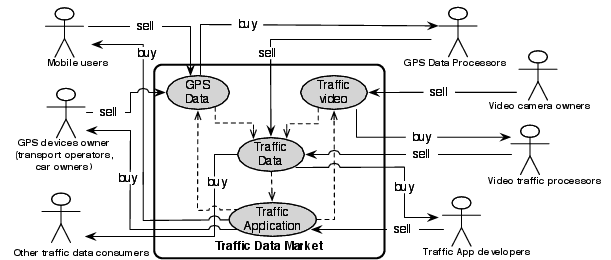 sell
buy
buy
sell
Mobile users
GPS Data Processors
GPS
Data
Traffic
video
sell
Video camera owners
sell
GPS devices owner
(transport operators,
car owners)
buy
Traffic
Data
sell
Video traffic processors
buy
buy
buy
Traffic
Application
sell
Other traffic data consumers
Traffic Data Market
Traffic App developers